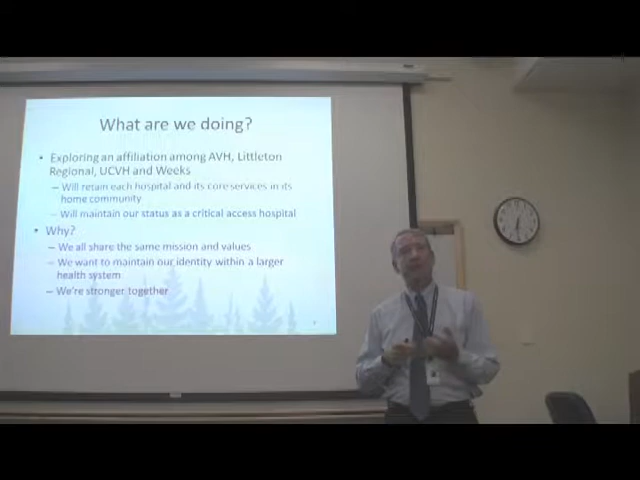 What are we doing?
• Exploring an affiliation among AVH, Littleton
Regional, UCVH and Weeks
– Will retain each hospital and its core services in its
home community
– Will maintain our status as a critical access hospital
• Why?
– We all share the same mission and values
– We want to maintain our identity within a larger
health system
– We're stronger together